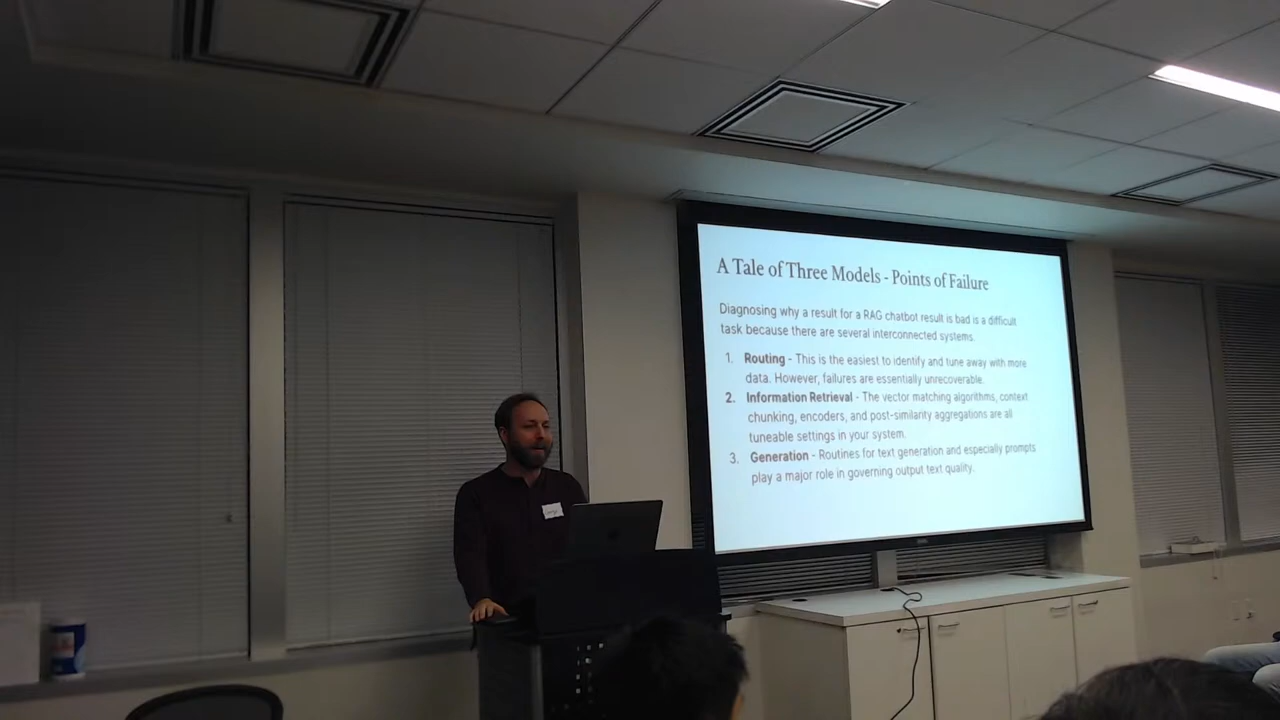 A Tale of Three Models - Points of Failure
Diagnosing why a result for a RAG chatbot result is bad is a difficult
task because there are several interconnected systems.
1. Routing - This is the easiest to identify and tune away with more
data. However, failures are essentially unrecoverable.
2. Information Retrieval - The vector matching algorithms, context
chunking, encoders, and post-similarity aggregations are all
tuneable settings in your system.
3. Generation - Routines for text generation and especially prompts
play a major role in governing output text quality.